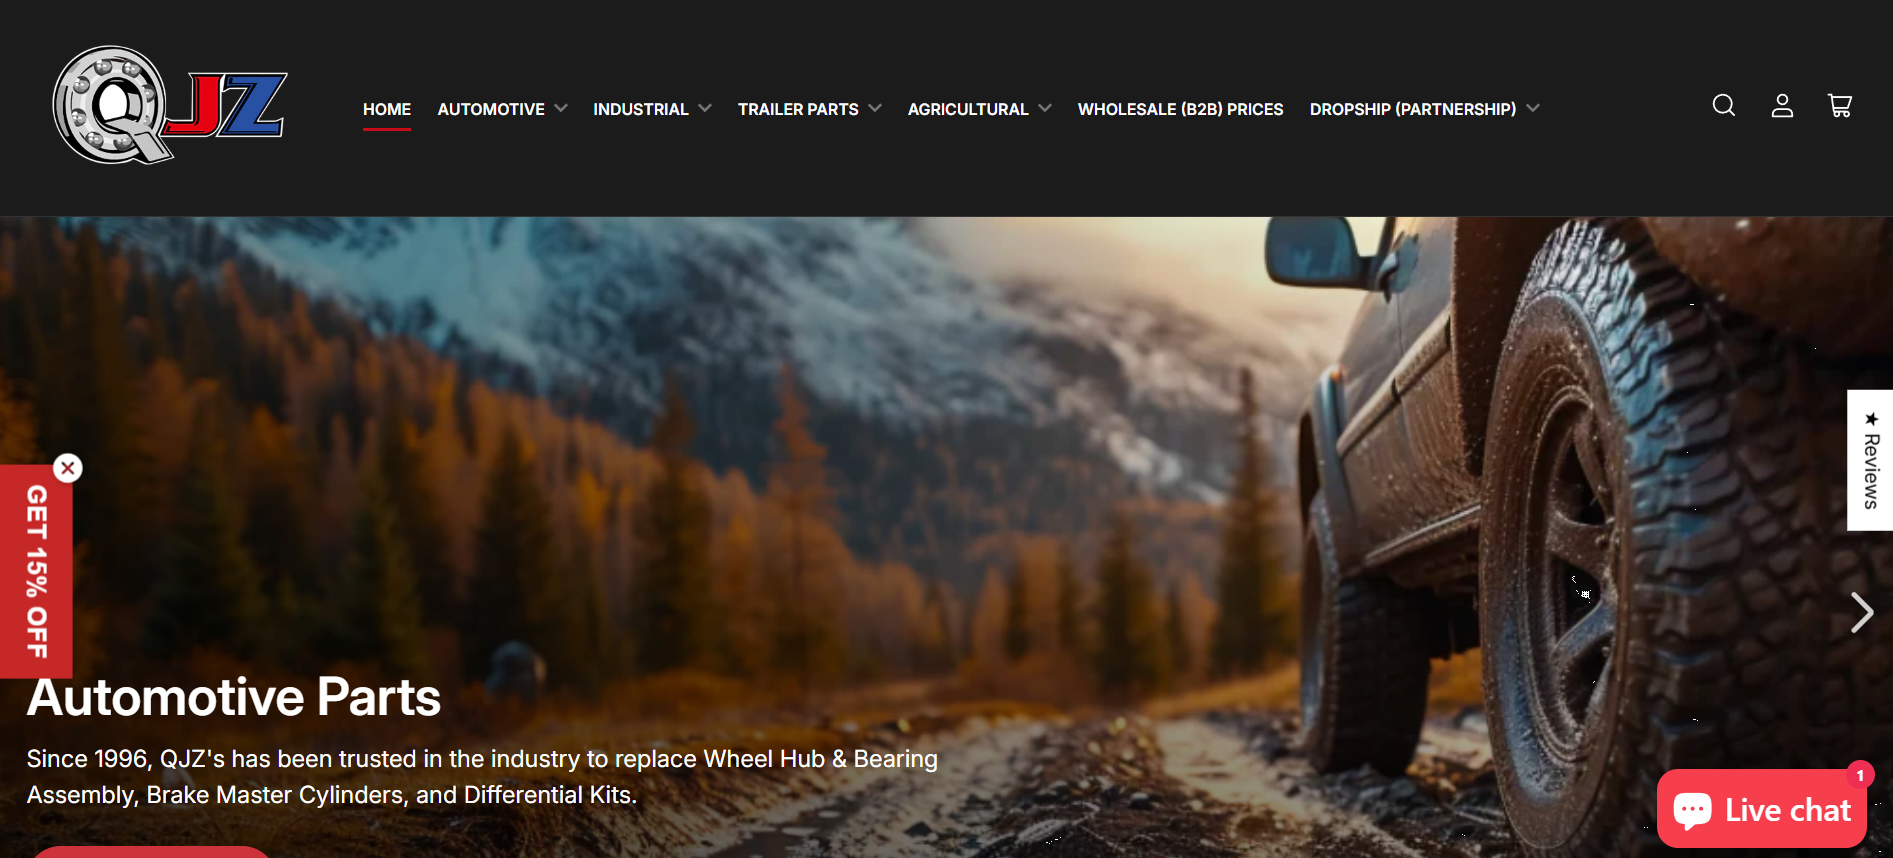 QJZ
HOME
AUTOMOTIVE
INDUSTRIAL
TRAILER PARTS
AGRICULTURAL
WHOLESALE (B2B) PRICES
DROPSHIP (PARTNERSHIP)
★ Reviews
GET 15% OFF
Automotive Parts
Since 1996, QJZ's has been trusted in the industry to replace Wheel Hub & Bearing
Assembly, Brake Master Cylinders, and Differential Kits.
1
Live chat